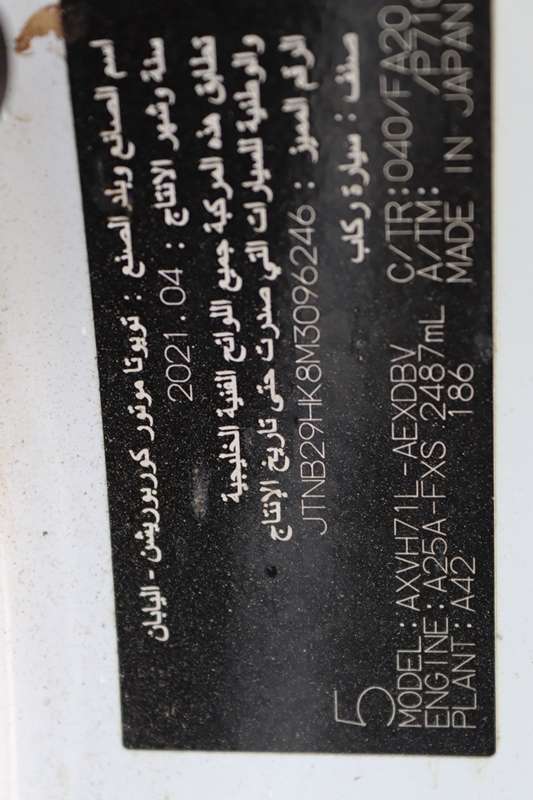 اسم الصانع وبلد الصنع : تويوتا موتور كوربوريشن - اليابان
سنة وشهر الانتاج : 2021.04
تطابق هذه المركبة جميع اللوائح الفنية الخليجية
والوطنية للسيارات التي صدرت حتى تاريخ الإنتاج
الرقم المميز : JTNB29HK8M3096246
صنف : سيارة ركاب
5
MODEL:AXVH71L-AEXDBV C/TR:040/FA20
ENGINE:A25A-FXS 2487mL A/TM: /P710
PLANT:A42 186 MADE IN JAPAN